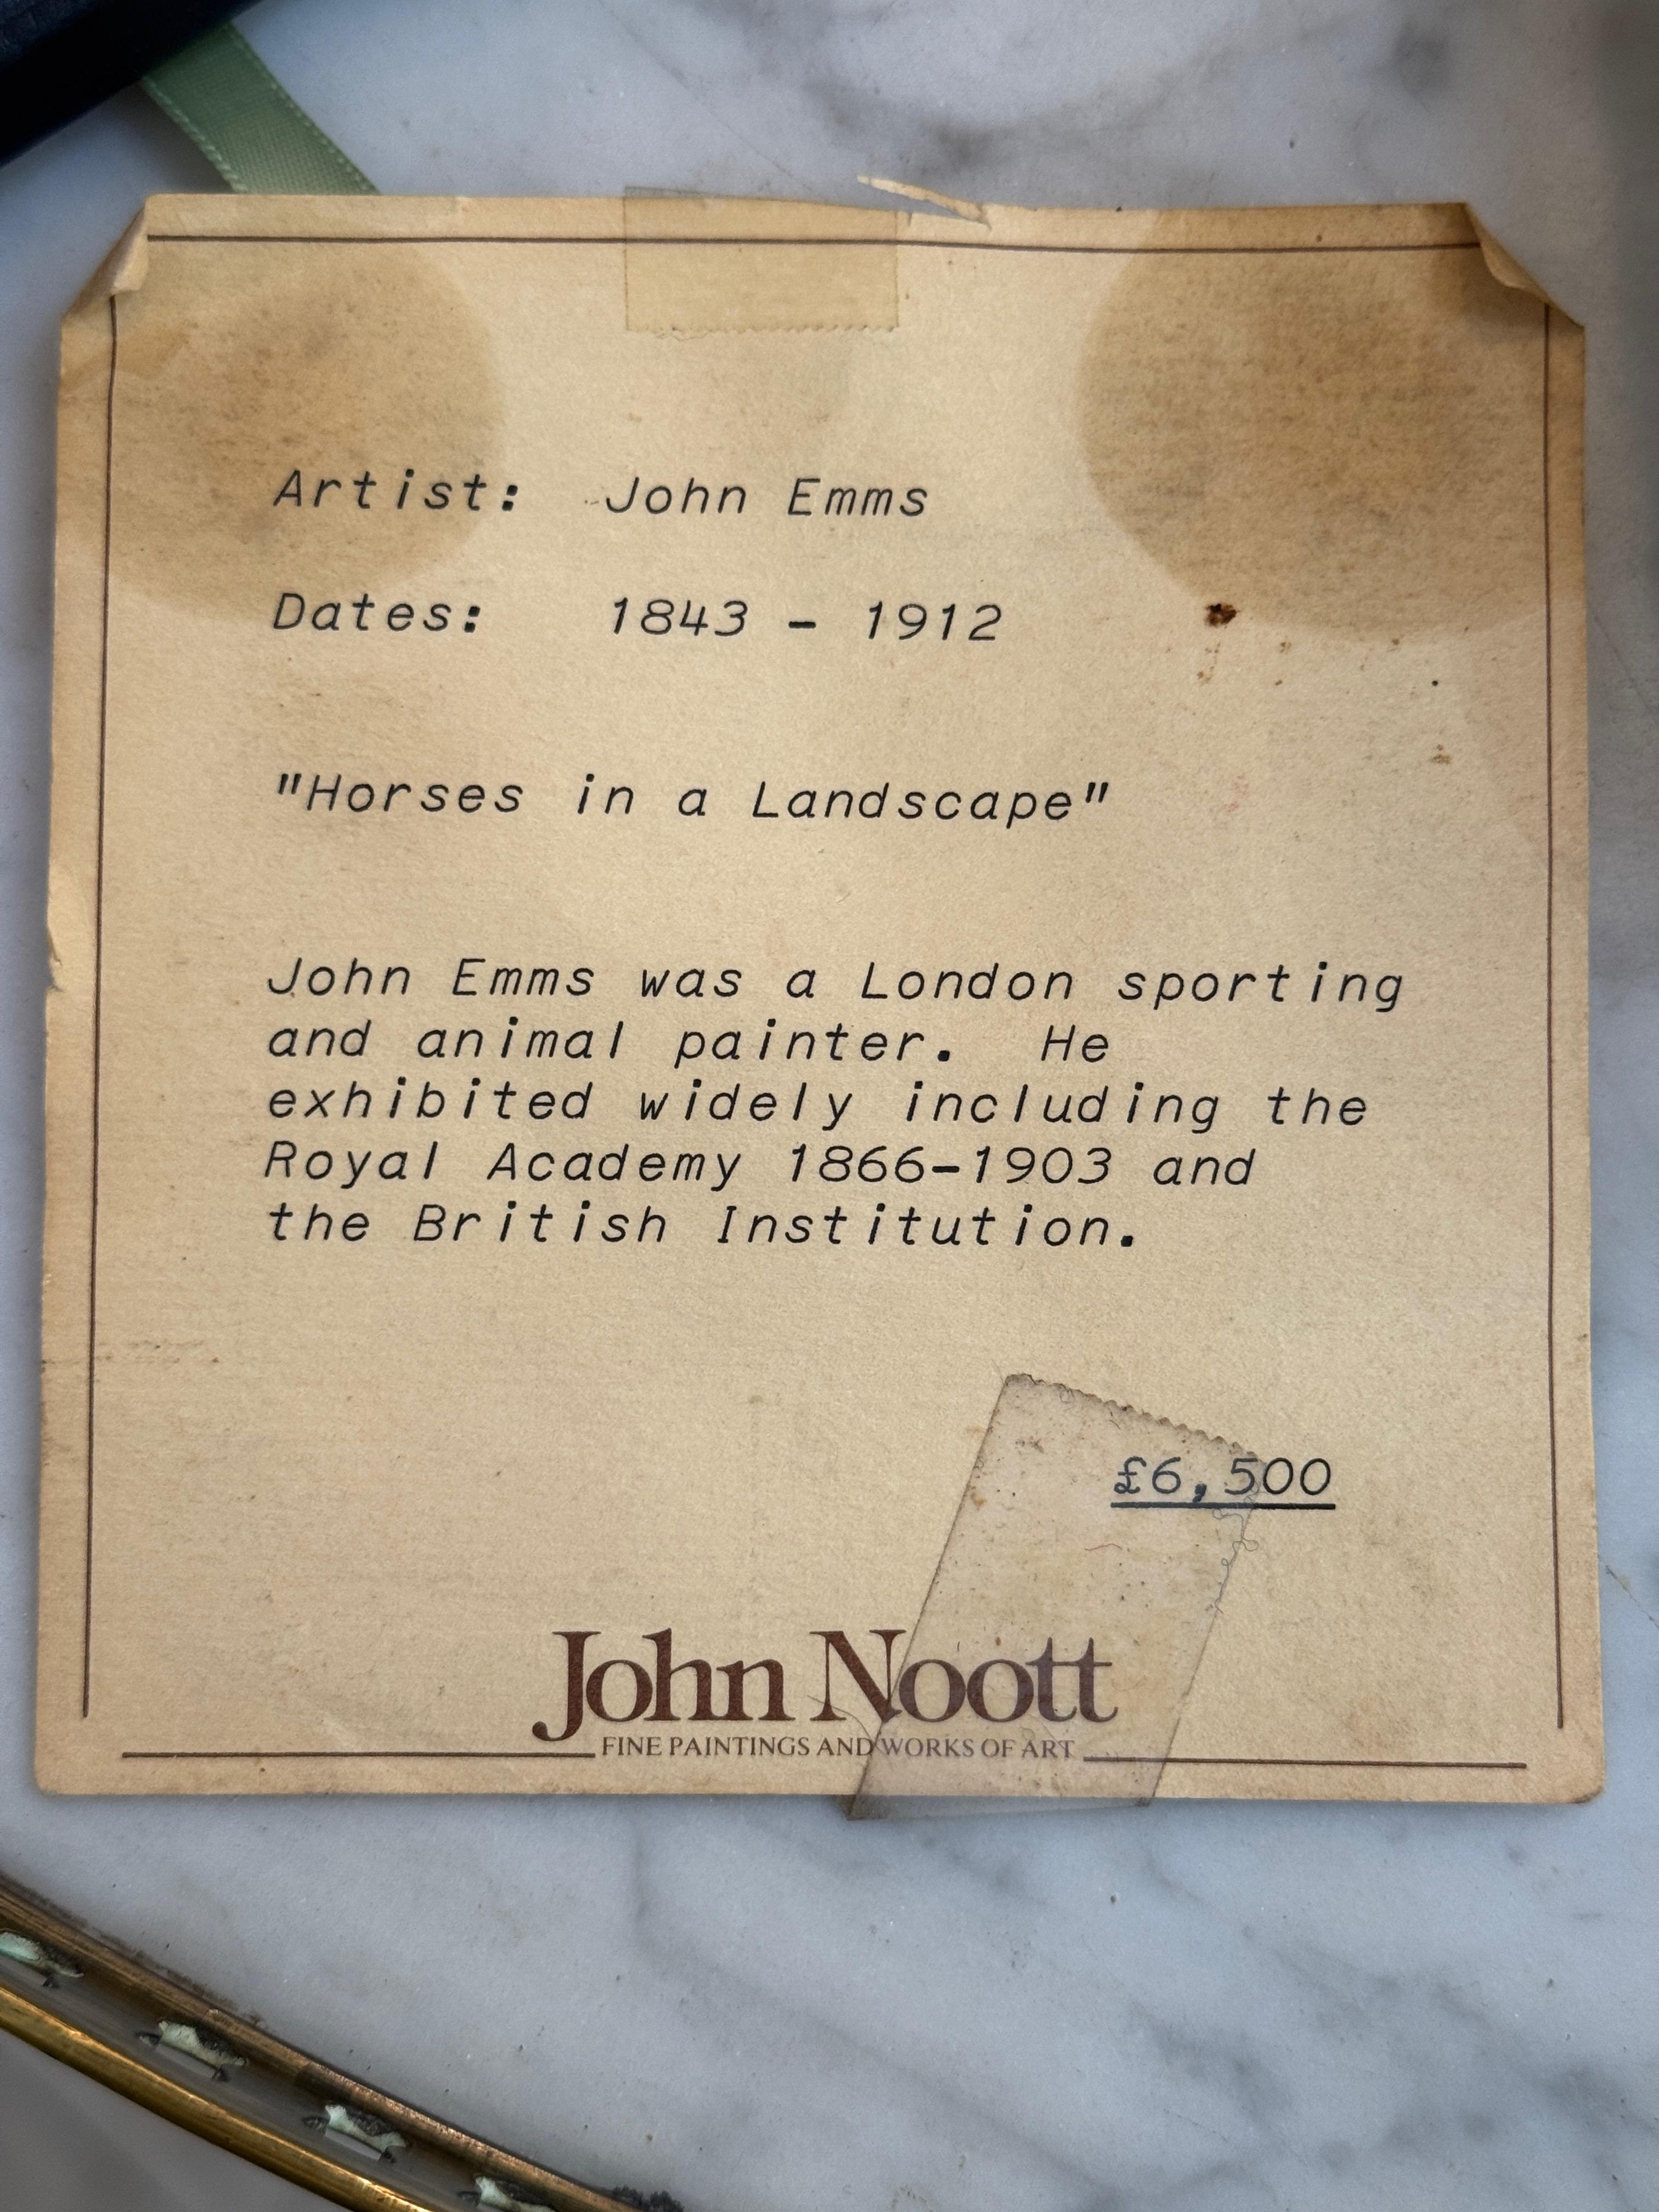 Artist: John Emms
Dates: 1843 - 1912
"Horses in a Landscape"
John Emms was a London sporting
and animal painter. He
exhibited widely including the
Royal Academy 1866-1903 and
the British Institution.
£6,500
John Noott
FINE PAINTINGS AND WORKS OF ART